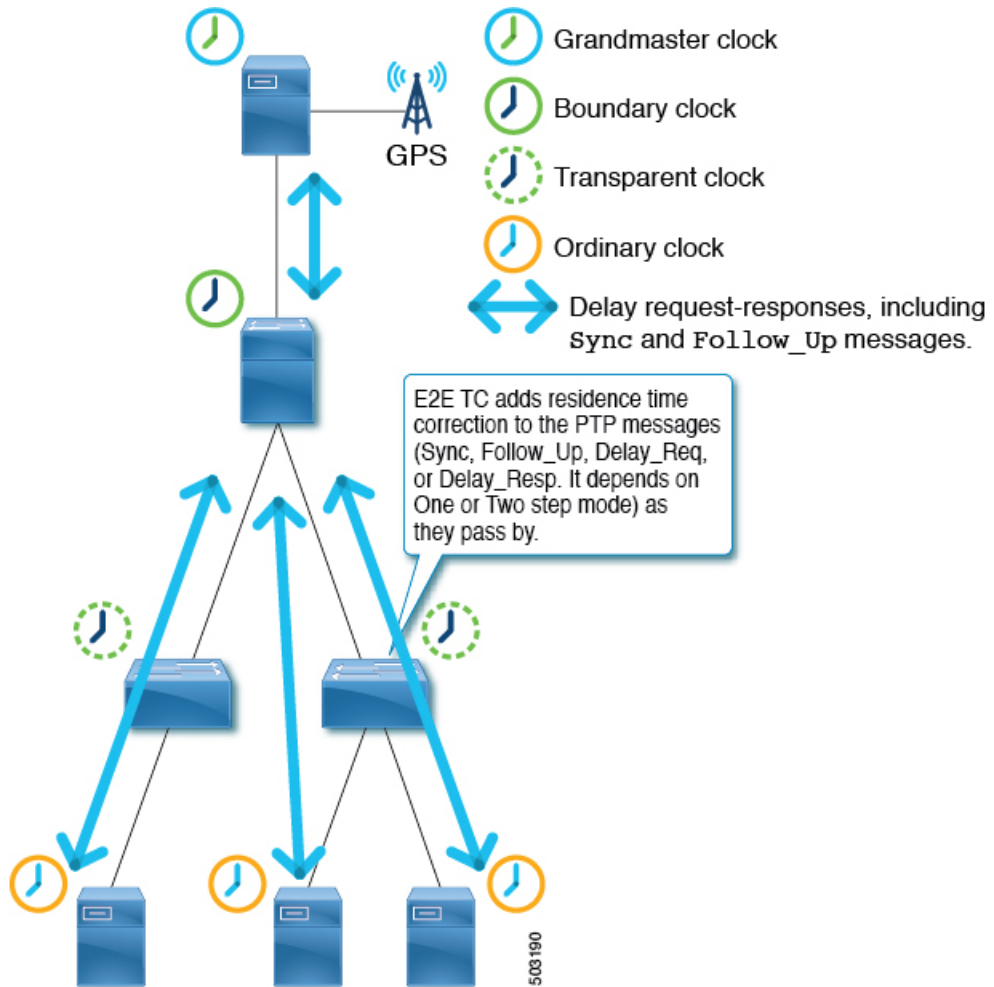 Grandmaster clock
GPS
Boundary clock
Transparent clock
Ordinary clock
Delay request-responses, including
Sync and Follow_Up messages.
E2E TC adds residence time
correction to the PTP messages
(Sync, Follow_Up, Delay_Req,
or Delay_Resp. It depends on
One or Two step mode) as
they pass by.
503190